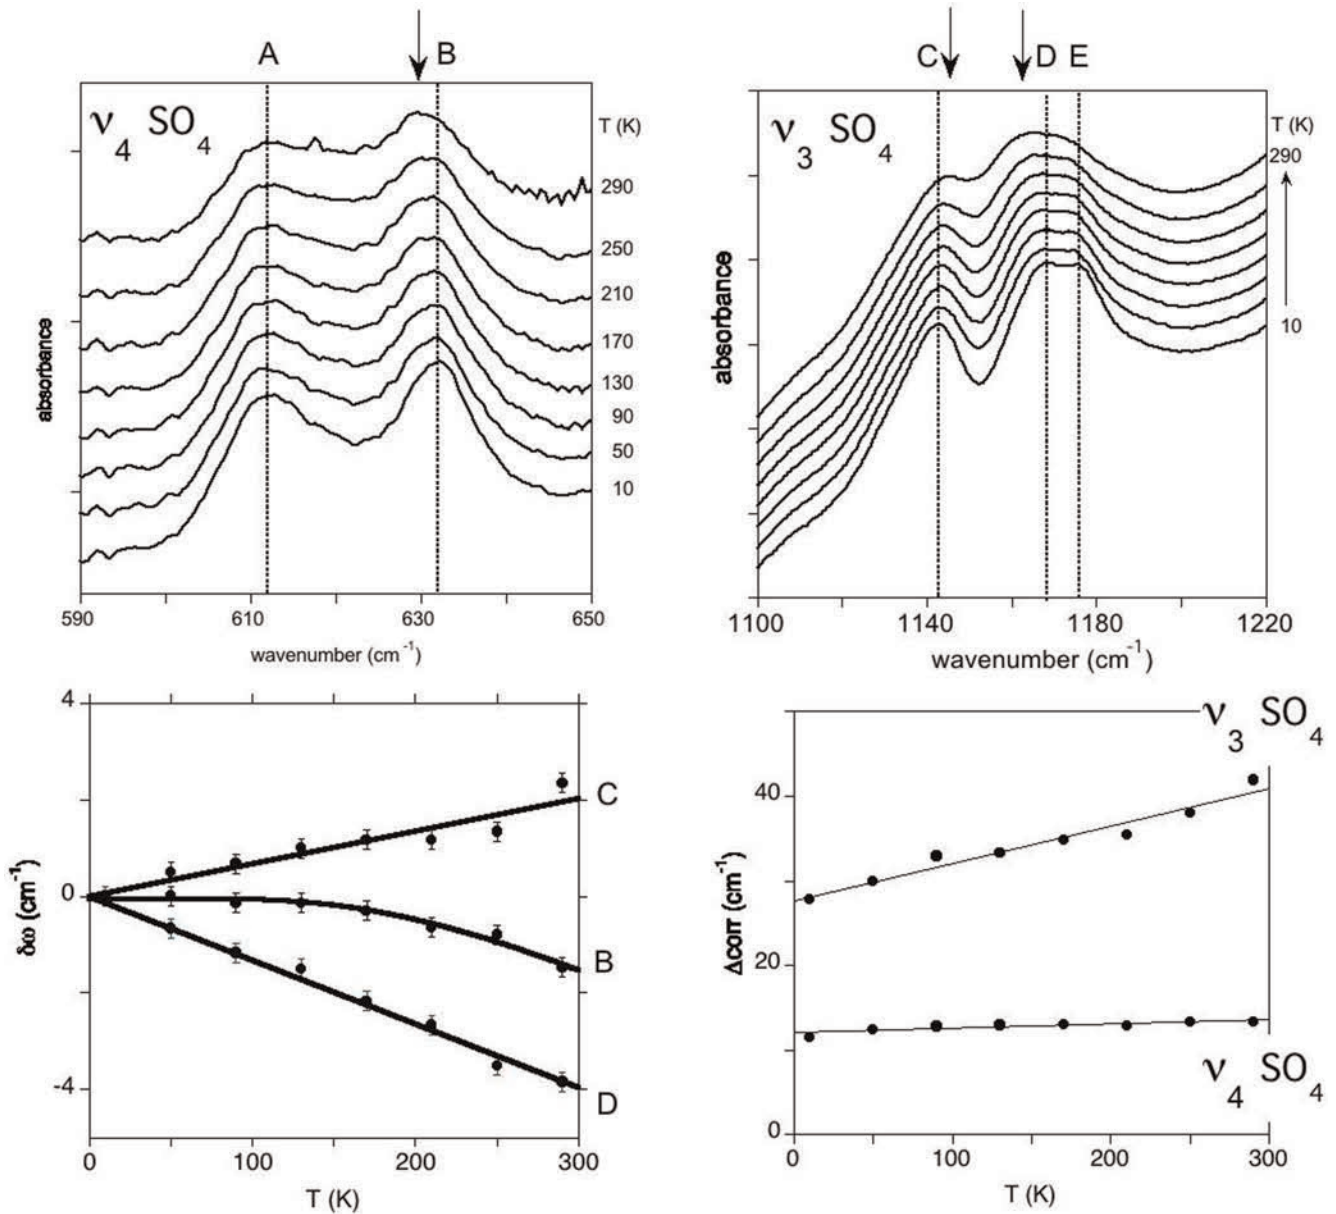 A B
ν4 SO4
T (K)
290
250
210
170
130
90
50
10
absorbance
590 610 630 650
wavenumber (cm-1)
C D E
ν3 SO4
T (K)
290
10
absorbance
1100 1140 1180 1220
wavenumber (cm-1)
4
0
-4
δω (cm-1)
C
B
D
0 100 200 300
T (K)
ν3 SO4
40
20
0
Δcorr (cm-1)
ν4 SO4
0 100 200 300
T (K)